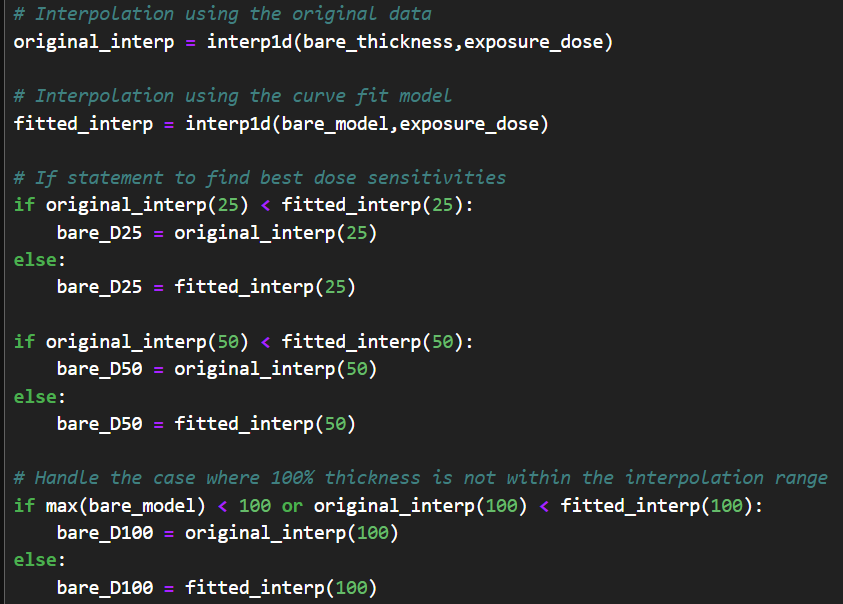 # Interpolation using the original data
original_interp = interp1d(bare_thickness,exposure_dose)
# Interpolation using the curve fit model
fitted_interp = interp1d(bare_model,exposure_dose)
# If statement to find best dose sensitivities
if original_interp(25) < fitted_interp(25):
    bare_D25 = original_interp(25)
else:
    bare_D25 = fitted_interp(25)
if original_interp(50) < fitted_interp(50):
    bare_D50 = original_interp(50)
else:
    bare_D50 = fitted_interp(50)
# Handle the case where 100% thickness is not within the interpolation range
if max(bare_model) < 100 or original_interp(100) < fitted_interp(100):
    bare_D100 = original_interp(100)
else:
    bare_D100 = fitted_interp(100)